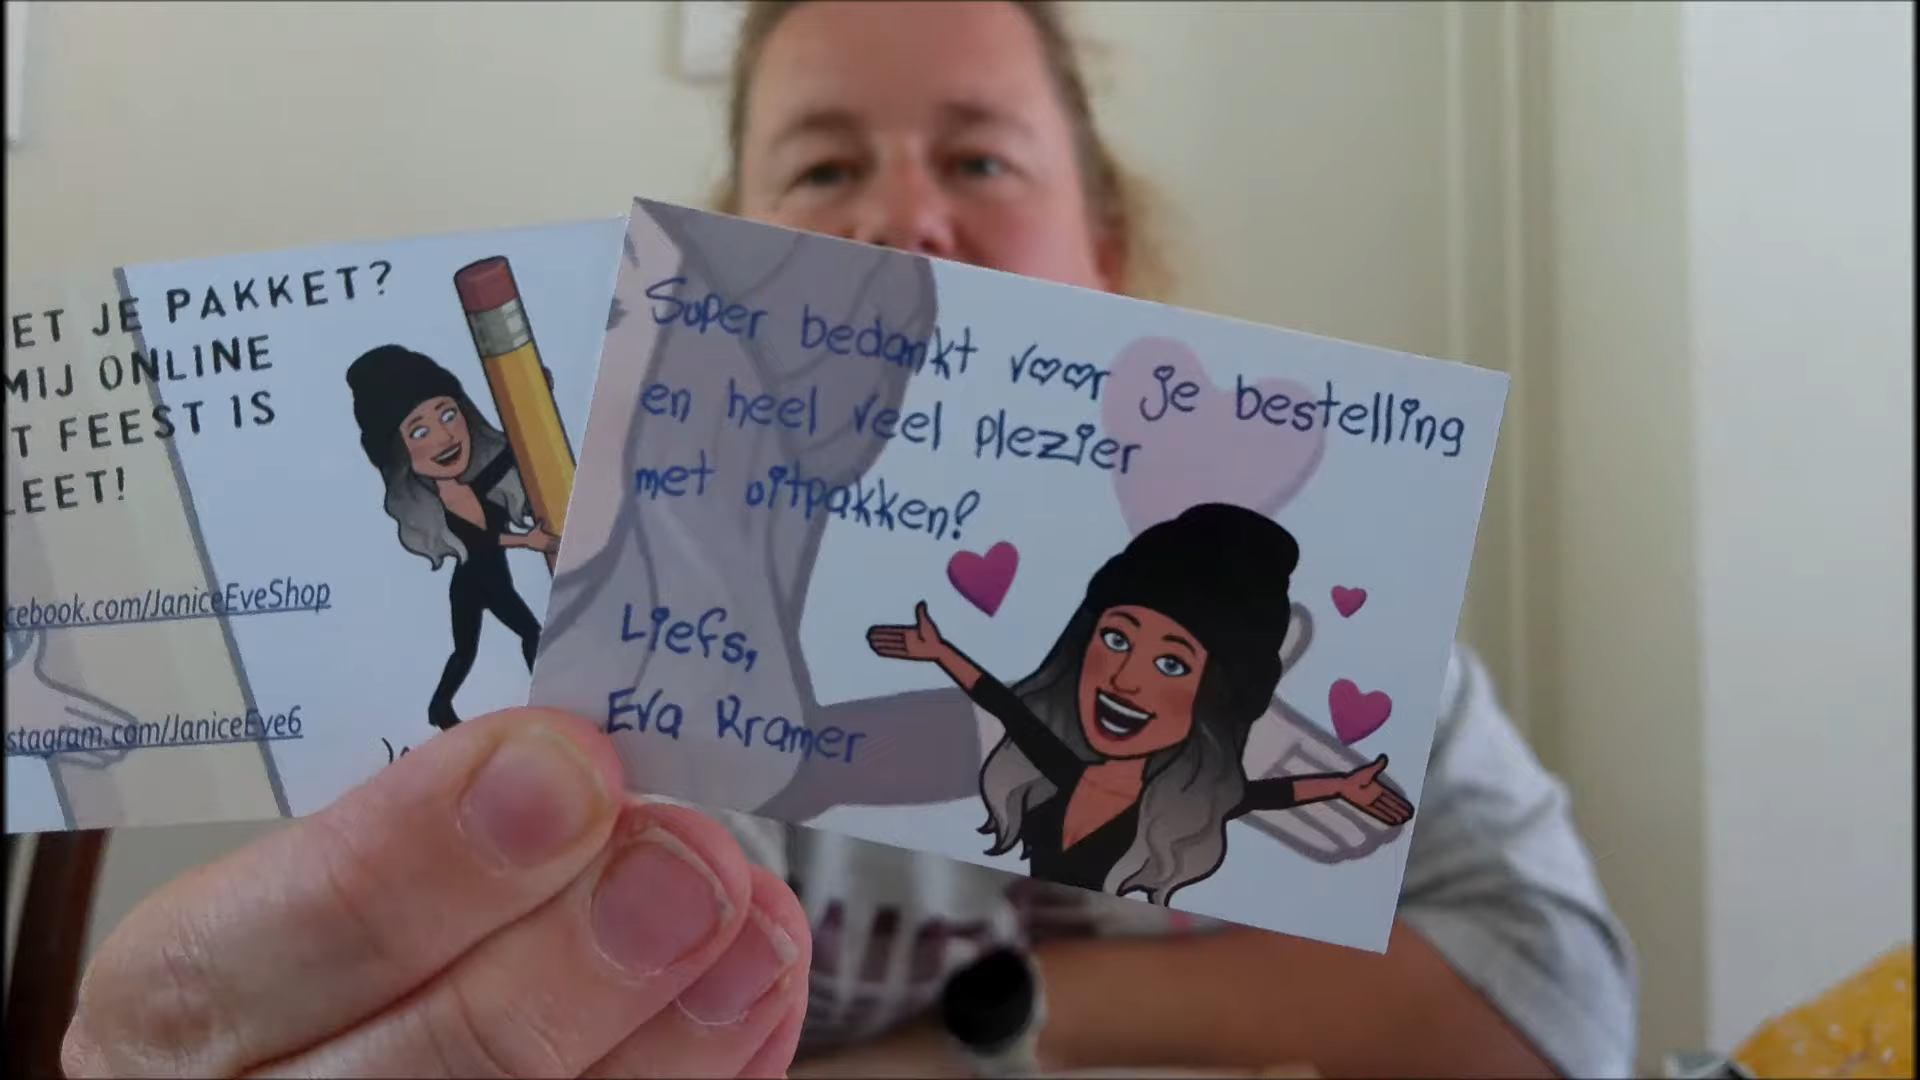 ET JE PAKKET?
MIJ ONLINE
T FEEST IS
LEET!
cebook.com/JaniceEveShop
stagram.com/JaniceEve6
Super bedankt voor je bestelling
en heel veel plezier
met uitpakken!
Liefs,
Eva Kramer